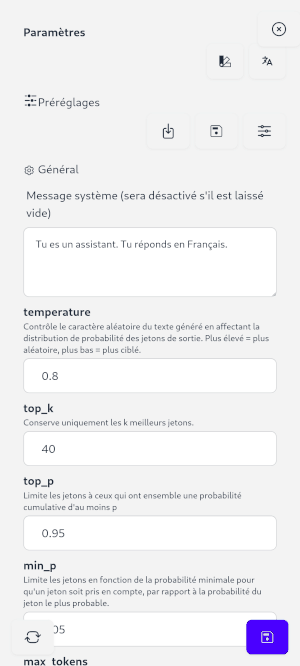 Paramètres
Préréglages
Général
Message système (sera désactivé s'il est laissé
vide)
Tu es un assistant. Tu réponds en Français.
temperature
Contrôle le caractère aléatoire du texte généré en affectant la
distribution de probabilité des jetons de sortie. Plus élevé = plus
aléatoire, plus bas = plus ciblé.
0.8
top_k
Conserve uniquement les k meilleurs jetons.
40
top_p
Limite les jetons à ceux qui ont ensemble une probabilité
cumulative d'au moins p
0.95
min_p
Limite les jetons en fonction de la probabilité minimale pour
qu'un jeton soit pris en compte, par rapport à la probabilité du
jeton le plus probable.
05
max_tokens